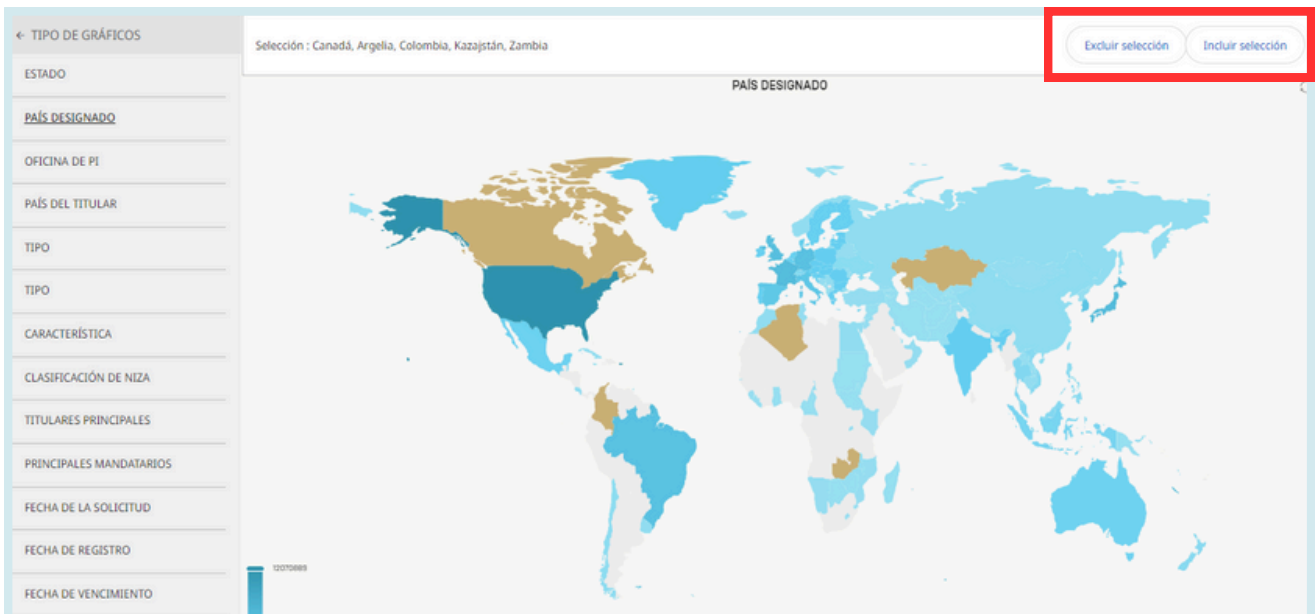 ← TIPO DE GRÁFICOS
ESTADO
PAÍS DESIGNADO
OFICINA DE PI
PAÍS DEL TITULAR
TIPO
TIPO
CARACTERÍSTICA
CLASIFICACIÓN DE NIZA
TITULARES PRINCIPALES
PRINCIPALES MANDATARIOS
FECHA DE LA SOLICITUD
FECHA DE REGISTRO
FECHA DE VENCIMIENTO
Selección : Canadá, Argelia, Colombia, Kazajstán, Zambia
Excluir selección
Incluir selección
PAÍS DESIGNADO
12070889